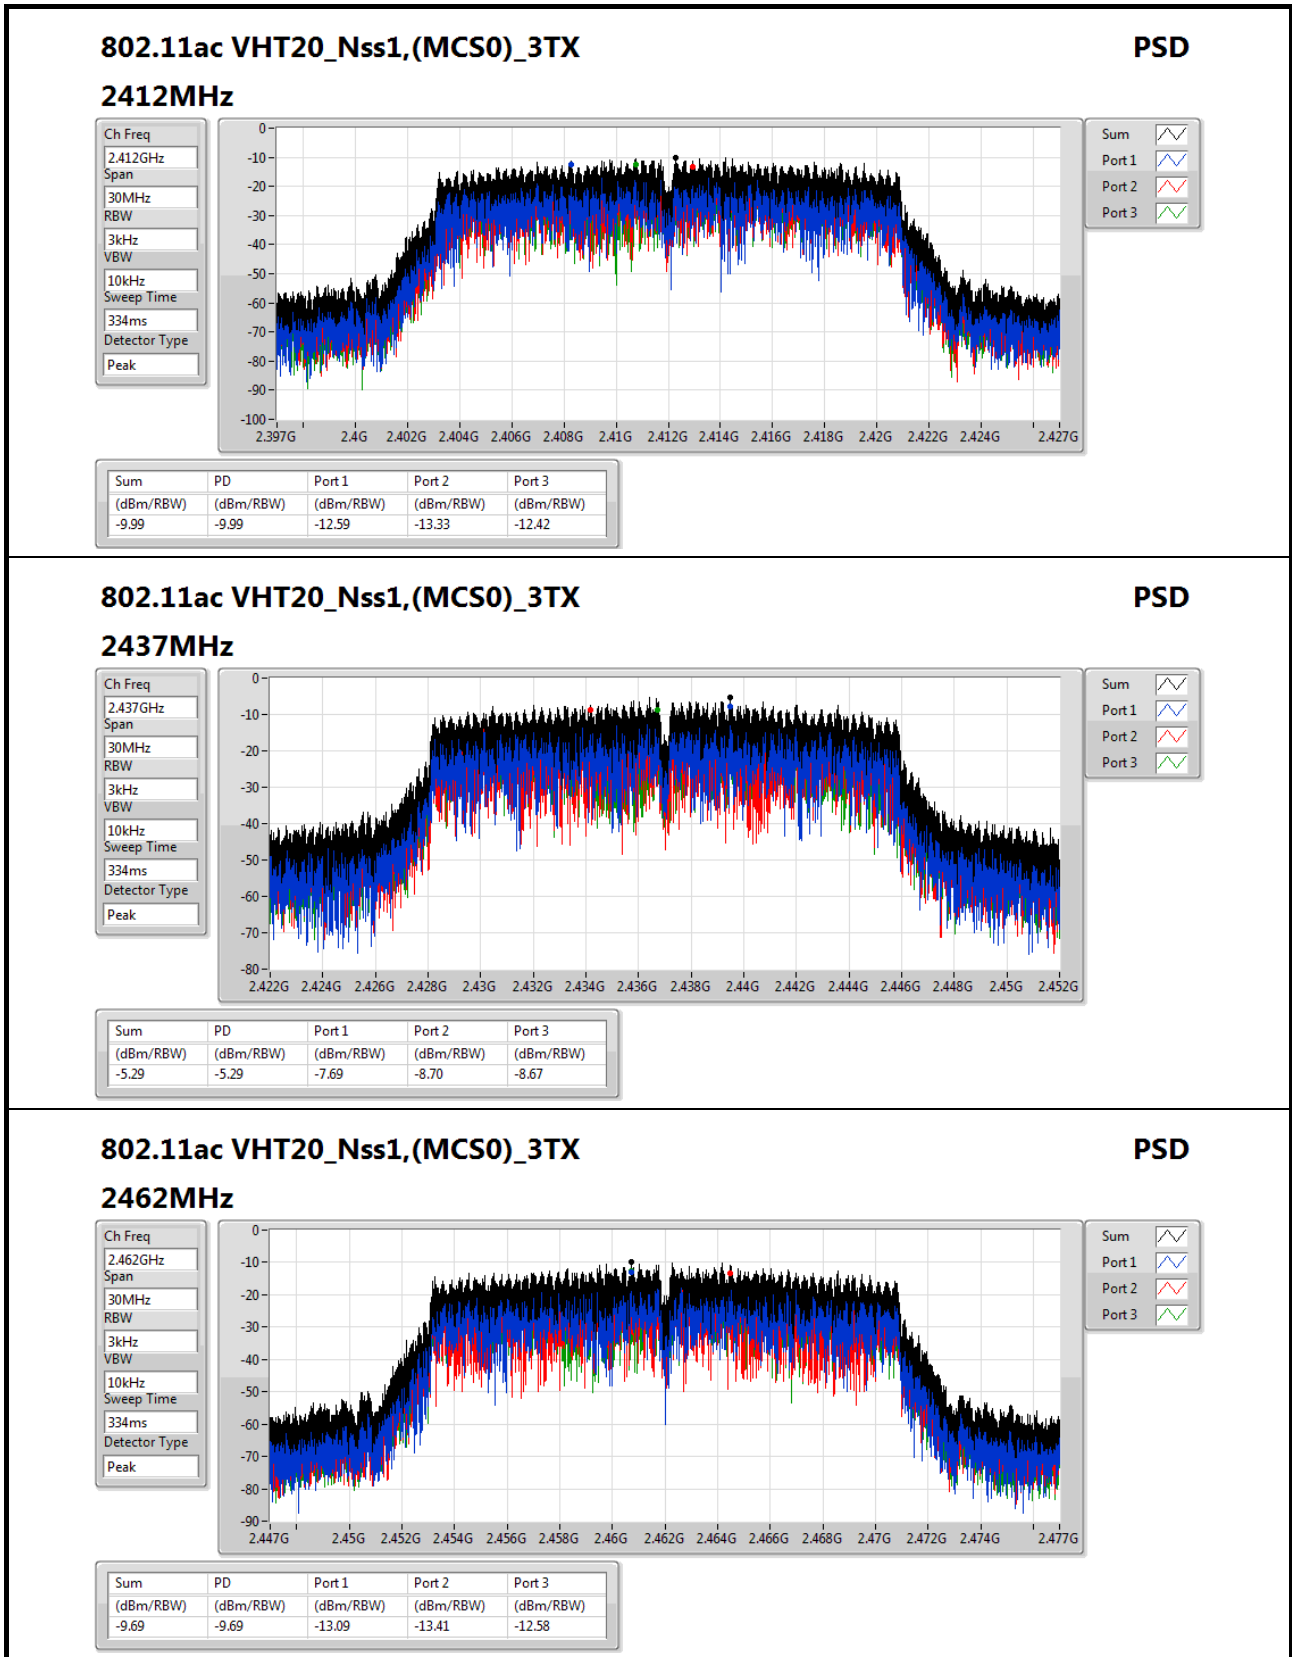 802.11ac VHT20_Nss1,(MCS0)_3TX PSD
2412MHz
Ch Freq
2.412GHz
Span
30MHz
RBW
3kHz
VBW
10kHz
Sweep Time
334ms
Detector Type
Peak
0
-10
-20
-30
-40
-50
-60
-70
-80
-90
-100
2.397G 2.4G 2.402G 2.404G 2.406G 2.408G 2.41G 2.412G 2.414G 2.416G 2.418G 2.42G 2.422G 2.424G 2.427G
Sum
Port 1
Port 2
Port 3
Sum PD Port 1 Port 2 Port 3
(dBm/RBW) (dBm/RBW) (dBm/RBW) (dBm/RBW) (dBm/RBW)
-9.99 -9.99 -12.59 -13.33 -12.42
802.11ac VHT20_Nss1,(MCS0)_3TX PSD
2437MHz
Ch Freq
2.437GHz
Span
30MHz
RBW
3kHz
VBW
10kHz
Sweep Time
334ms
Detector Type
Peak
0
-10
-20
-30
-40
-50
-60
-70
-80
2.422G 2.424G 2.426G 2.428G 2.43G 2.432G 2.434G 2.436G 2.438G 2.44G 2.442G 2.444G 2.446G 2.448G 2.45G 2.452G
Sum
Port 1
Port 2
Port 3
Sum PD Port 1 Port 2 Port 3
(dBm/RBW) (dBm/RBW) (dBm/RBW) (dBm/RBW) (dBm/RBW)
-5.29 -5.29 -7.69 -8.70 -8.67
802.11ac VHT20_Nss1,(MCS0)_3TX PSD
2462MHz
Ch Freq
2.462GHz
Span
30MHz
RBW
3kHz
VBW
10kHz
Sweep Time
334ms
Detector Type
Peak
0
-10
-20
-30
-40
-50
-60
-70
-80
-90
2.447G 2.45G 2.452G 2.454G 2.456G 2.458G 2.46G 2.462G 2.464G 2.466G 2.468G 2.47G 2.472G 2.474G 2.477G
Sum
Port 1
Port 2
Port 3
Sum PD Port 1 Port 2 Port 3
(dBm/RBW) (dBm/RBW) (dBm/RBW) (dBm/RBW) (dBm/RBW)
-9.69 -9.69 -13.09 -13.41 -12.58